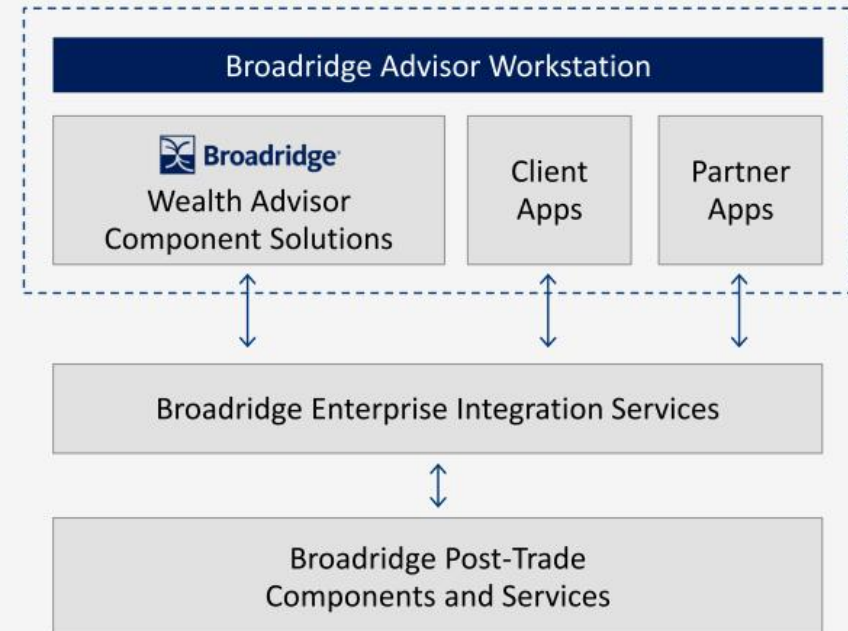 Broadridge Advisor Workstation
Broadridge®
Wealth Advisor
Component Solutions
Client
Apps
Partner
Apps
Broadridge Enterprise Integration Services
Broadridge Post-Trade
Components and Services